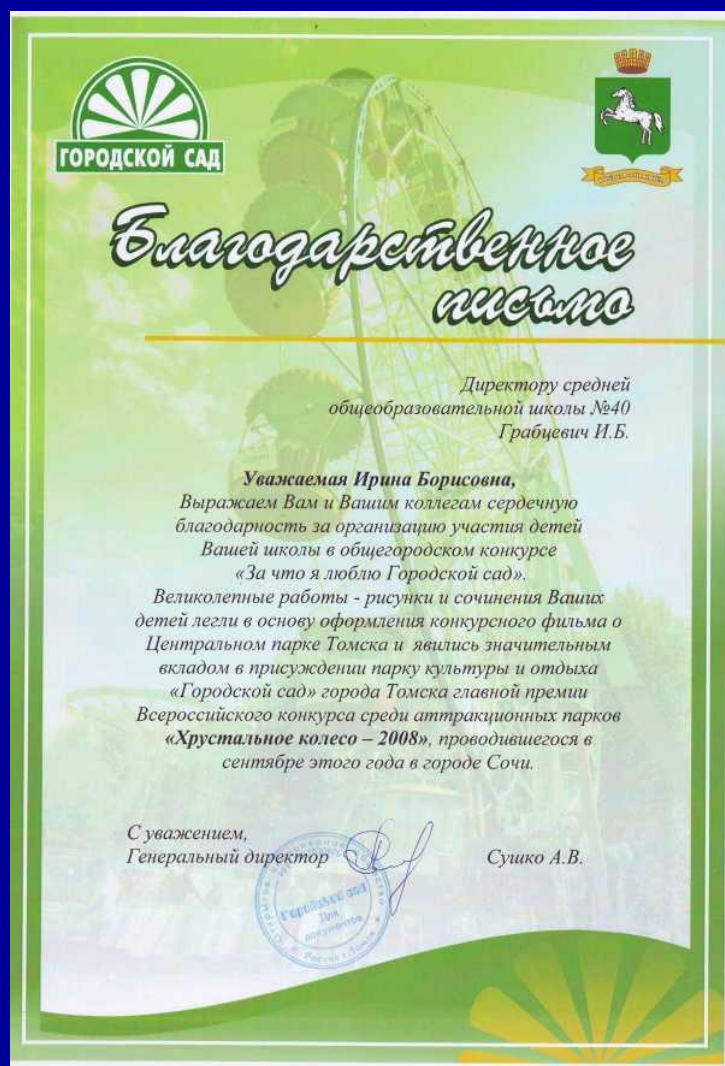 ГОРОДСКОЙ САД
Благодарственное
письмо
Директору средней
общеобразовательной школы №40
Грабцевич И.Б.
Уважаемая Ирина Борисовна,
Выражаем Вам и Вашим коллегам сердечную
благодарность за организацию участия детей
Вашей школы в общегородском конкурсе
«За что я люблю Городской сад».
Великолепные работы - рисунки и сочинения Ваших
детей легли в основу оформления конкурсного фильма о
Центральном парке Томска и явились значительным
вкладом в присуждении парку культуры и отдыха
«Городской сад» города Томска главной премии
Всероссийского конкурса среди аттракционных парков
«Хрустальное колесо – 2008», проводившегося в
сентябре этого года в городе Сочи.
С уважением,
Генеральный директор Сушко А.В.
Городской сад
Для
документов